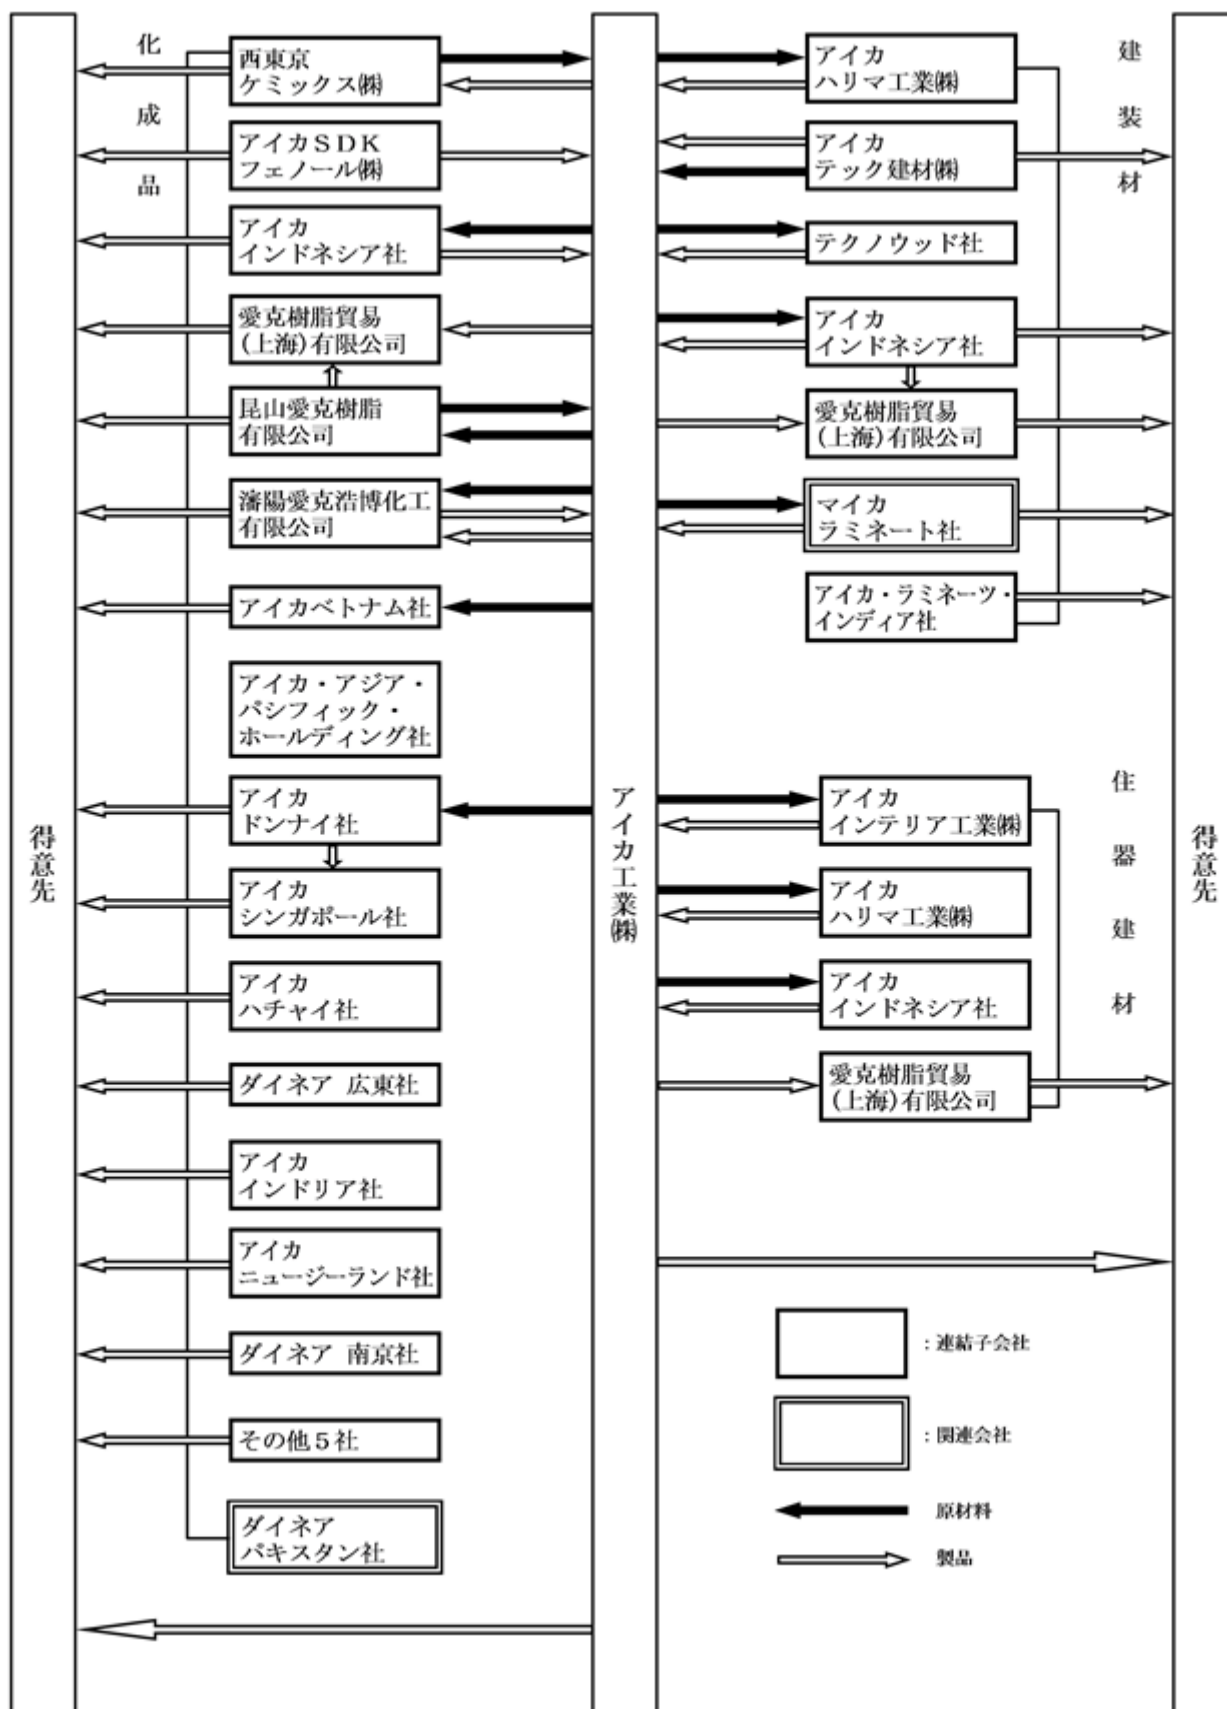 得意先
化成品
西東京
ケミックス㈱
アイカSDK
フェノール㈱
アイカ
インドネシア社
愛克樹脂貿易
(上海)有限公司
昆山愛克樹脂
有限公司
瀋陽愛克浩博化工
有限公司
アイカベトナム社
アイカ・アジア・
パシフィック・
ホールディング社
アイカ
ドンナイ社
アイカ
シンガポール社
アイカ
ハチャイ社
ダイネア 広東社
アイカ
インドリア社
アイカ
ニュージーランド社
ダイネア 南京社
その他5社
ダイネア
パキスタン社
アイカ工業㈱
建装材
アイカ
ハリマ工業㈱
アイカ
テック建材㈱
テクノウッド社
アイカ
インドネシア社
愛克樹脂貿易
(上海)有限公司
マイカ
ラミネート社
アイカ・ラミネーツ・
インディア社
住器建材
アイカ
インテリア工業㈱
アイカ
ハリマ工業㈱
アイカ
インドネシア社
愛克樹脂貿易
(上海)有限公司
得意先
：連結子会社
：関連会社
原材料
製品